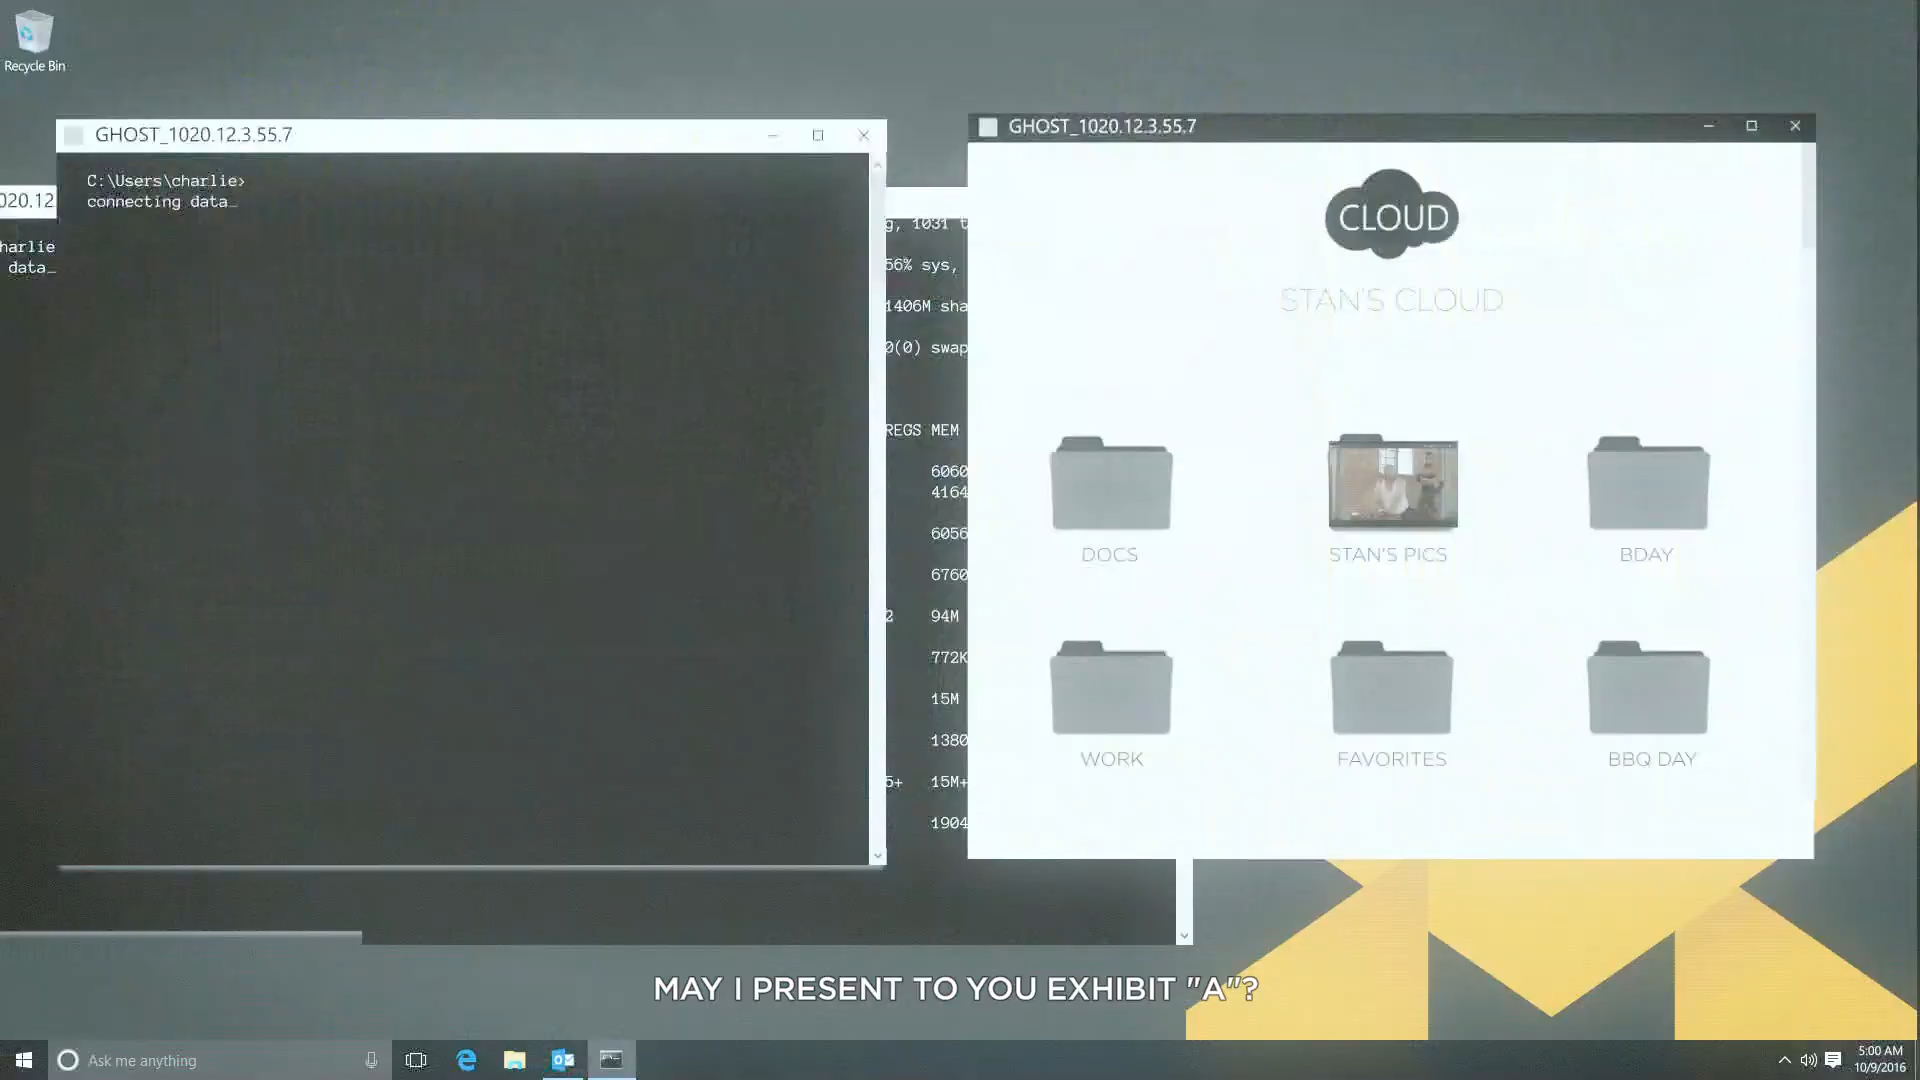 Recycle Bin
GHOST_1020.12.3.55.7
C:\Users\charlie>
connecting data_
020.12
harlie
data_
g, 1031 t
56% sys,
1406M sha
0(0) swap
REGS MEM
6060
4164
6056
6760
2 94M
772K
15M
1380
5+ 15M+
1904
GHOST_1020.12.3.55.7
CLOUD
STAN'S CLOUD
DOCS
STAN'S PICS
BDAY
WORK
FAVORITES
BBQ DAY
MAY I PRESENT TO YOU EXHIBIT "A"?
Ask me anything
5:00 AM
10/9/2016